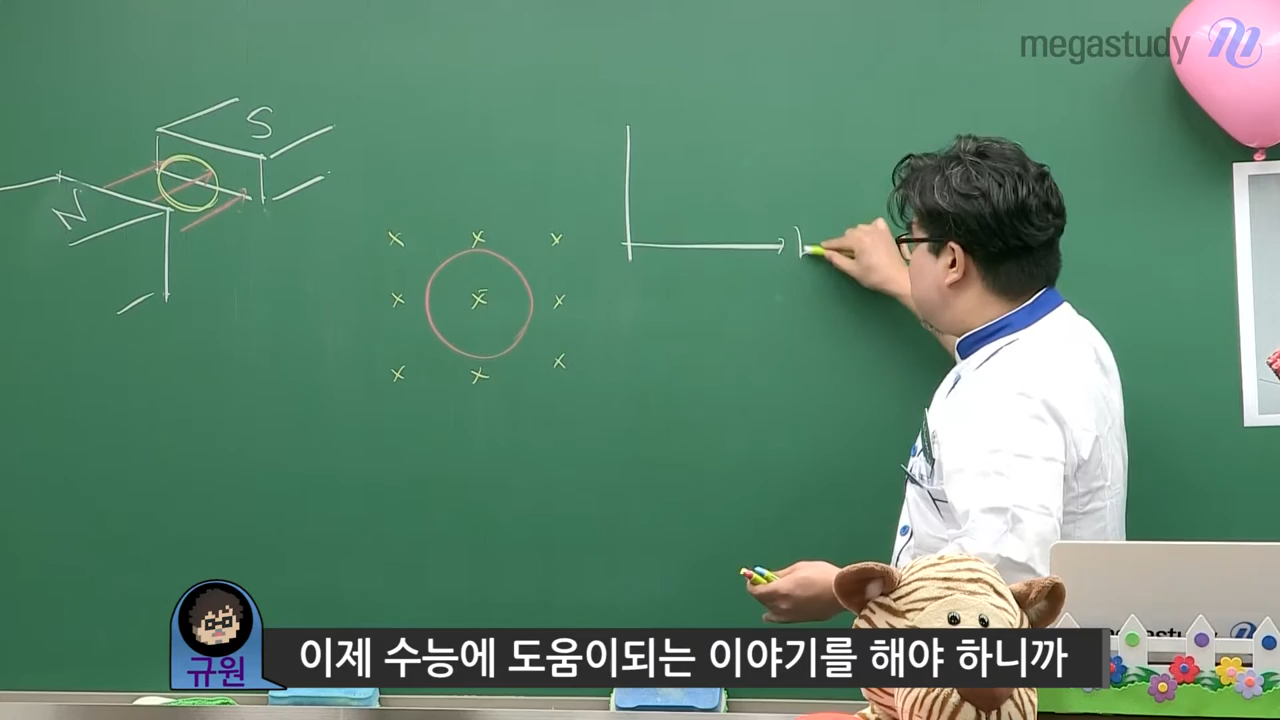 megastudy
S
N
× × ×
× × ×
× × ×
megastudy
규원
이제 수능에 도움이되는 이야기를 해야 하니까